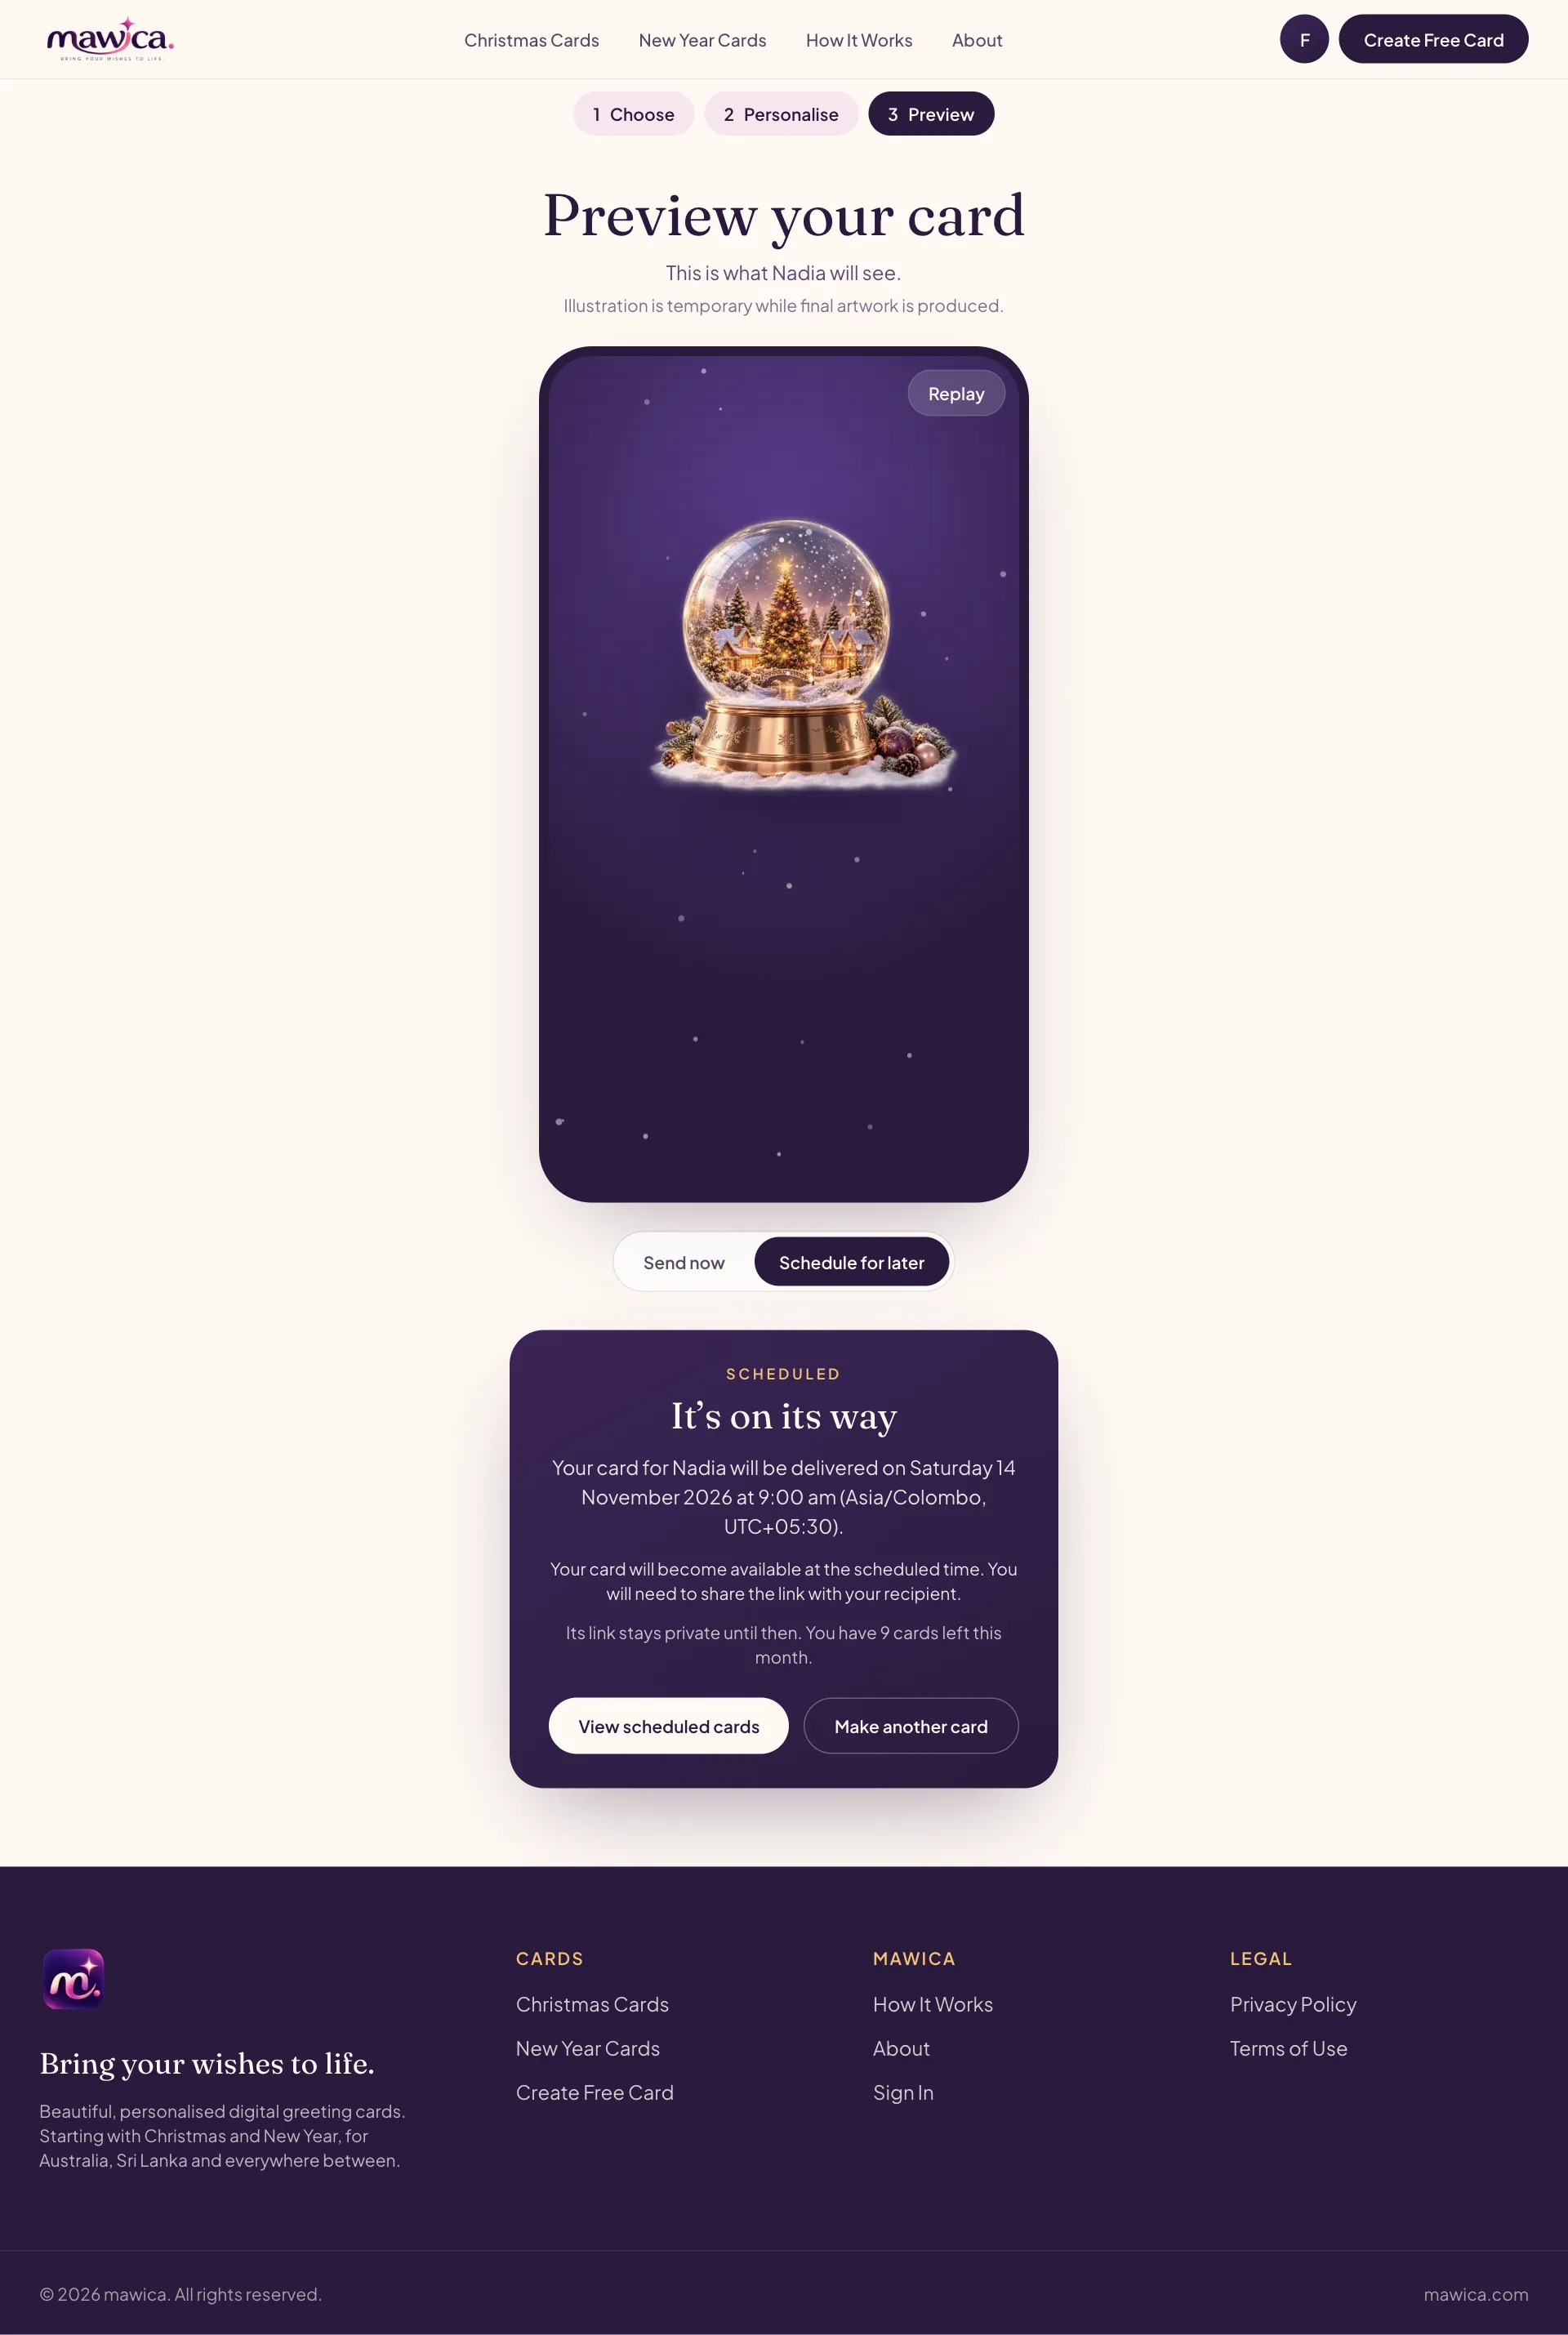 mawica.
BRING YOUR WISHES TO LIFE.
Christmas Cards
New Year Cards
How It Works
About
F
Create Free Card
1 Choose
2 Personalise
3 Preview
Preview your card
This is what Nadia will see.
Illustration is temporary while final artwork is produced.
Replay
Send now
Schedule for later
SCHEDULED
It’s on its way
Your card for Nadia will be delivered on Saturday 14
November 2026 at 9:00 am (Asia/Colombo,
UTC+05:30).
Your card will become available at the scheduled time. You
will need to share the link with your recipient.
Its link stays private until then. You have 9 cards left this
month.
View scheduled cards
Make another card
m.
Bring your wishes to life.
Beautiful, personalised digital greeting cards.
Starting with Christmas and New Year, for
Australia, Sri Lanka and everywhere between.
CARDS
Christmas Cards
New Year Cards
Create Free Card
MAWICA
How It Works
About
Sign In
LEGAL
Privacy Policy
Terms of Use
© 2026 mawica. All rights reserved.
mawica.com